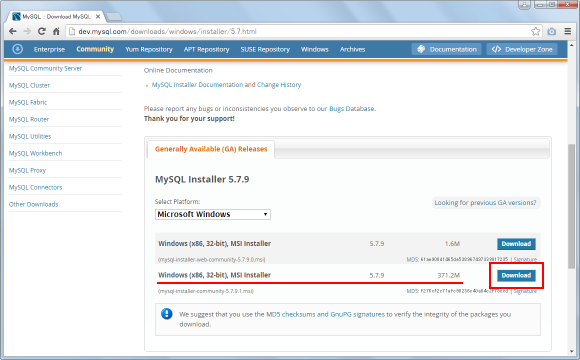 MySQL :: Download MySQL
dev.mysql.com/downloads/windows/installer/5.7.html
Enterprise Community Yum Repository APT Repository SUSE Repository Windows Archives Documentation Developer Zone
MySQL Community Server
MySQL Cluster
MySQL Fabric
MySQL Router
MySQL Utilities
MySQL Workbench
MySQL Proxy
MySQL Connectors
Other Downloads
Online Documentation
MySQL Installer Documentation and Change History
Please report any bugs or inconsistencies you observe to our Bugs Database.
Thank you for your support!
Generally Available (GA) Releases
MySQL Installer 5.7.9
Select Platform:
Looking for previous GA versions?
Microsoft Windows
Windows (x86, 32-bit), MSI Installer 5.7.9 1.6M Download
(mysql-installer-web-community-5.7.9.0.msi) MD5: | Signature
Windows (x86, 32-bit), MSI Installer 5.7.9 371.2M Download
(mysql-installer-community-5.7.9.1.msi) MD5: | Signature
We suggest that you use the MD5 checksums and GnuPG signatures to verify the integrity of the packages you
download.